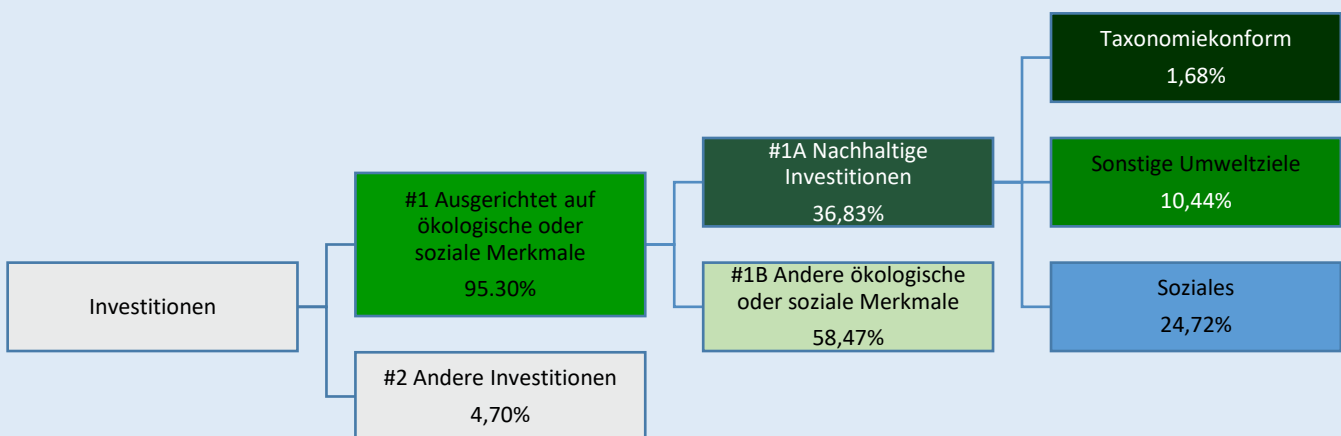 Investitionen
#1 Ausgerichtet auf
ökologische oder
soziale Merkmale
95.30%
#2 Andere Investitionen
4,70%
#1A Nachhaltige
Investitionen
36,83%
#1B Andere ökologische
oder soziale Merkmale
58,47%
Taxonomiekonform
1,68%
Sonstige Umweltziele
10,44%
Soziales
24,72%